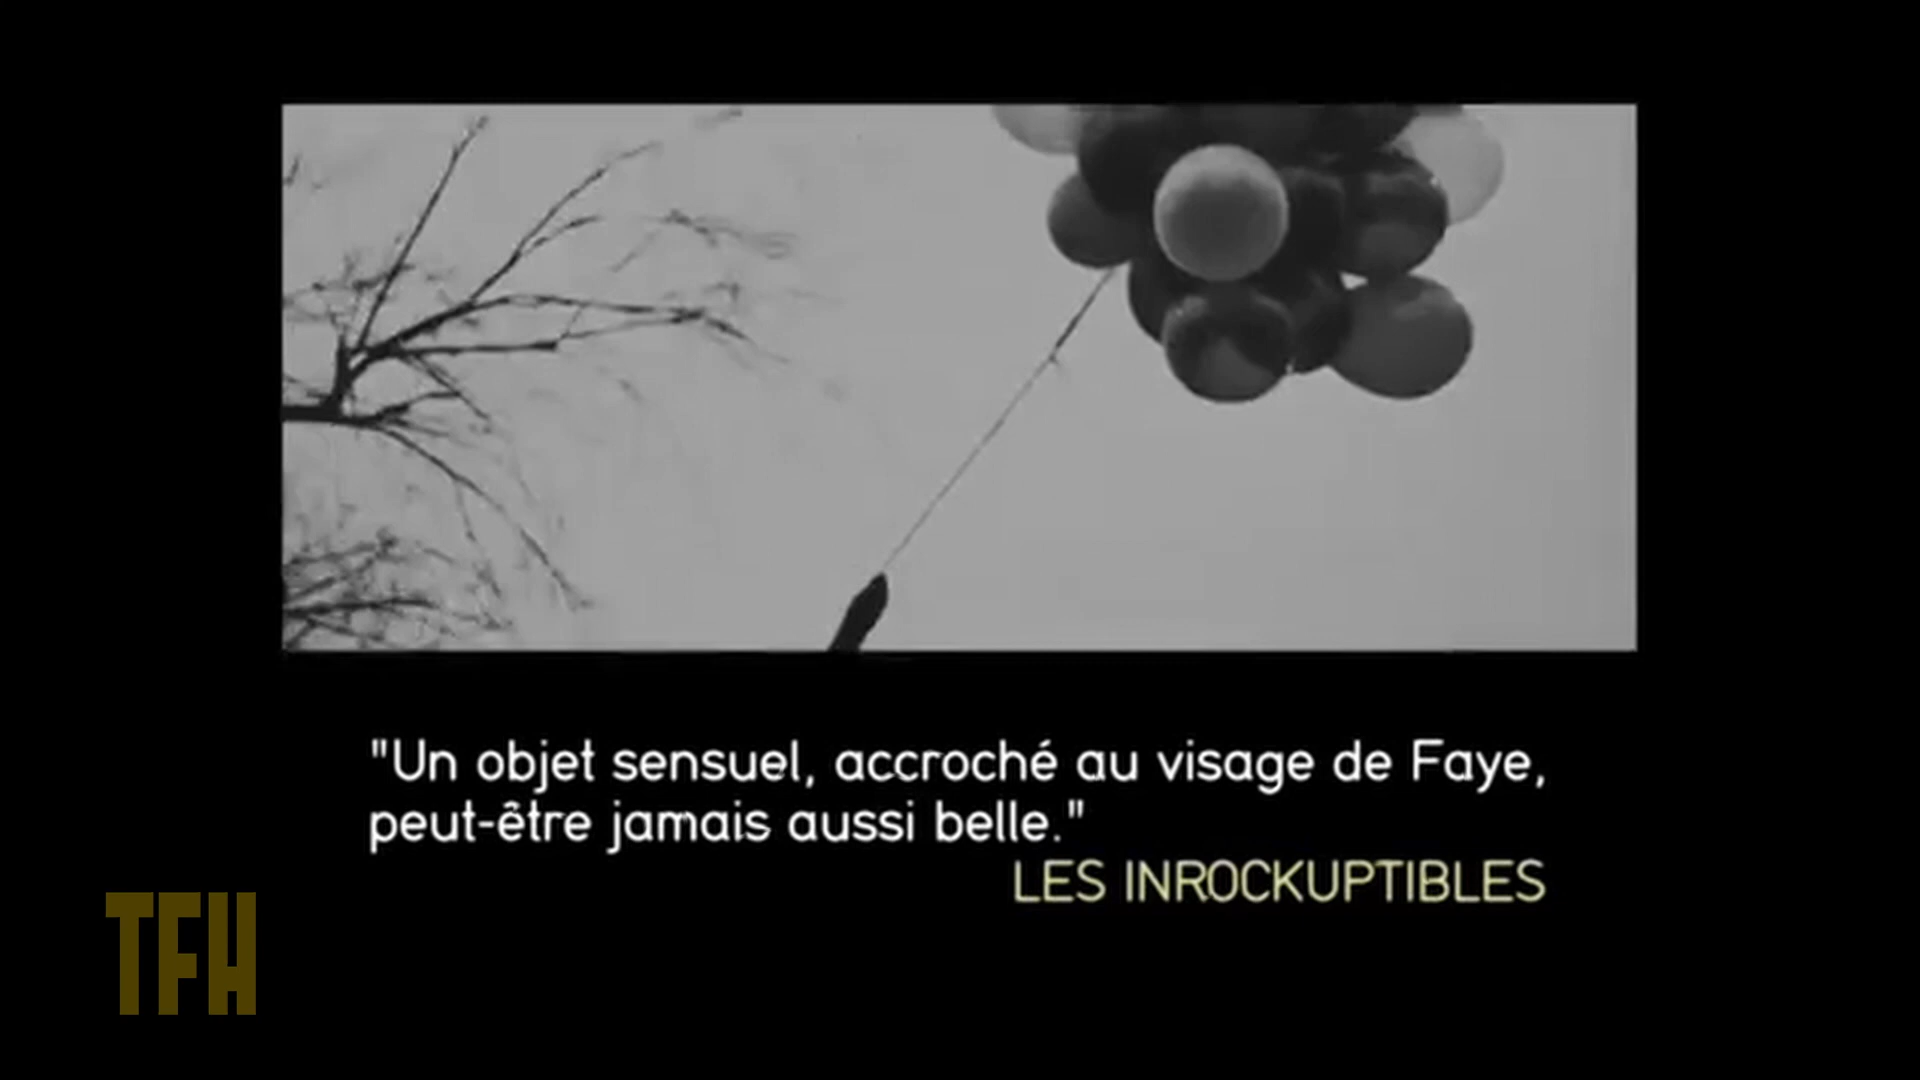 "Un objet sensuel, accroché au visage de Faye,
peut-être jamais aussi belle."
LES INROCKUPTIBLES
TFH